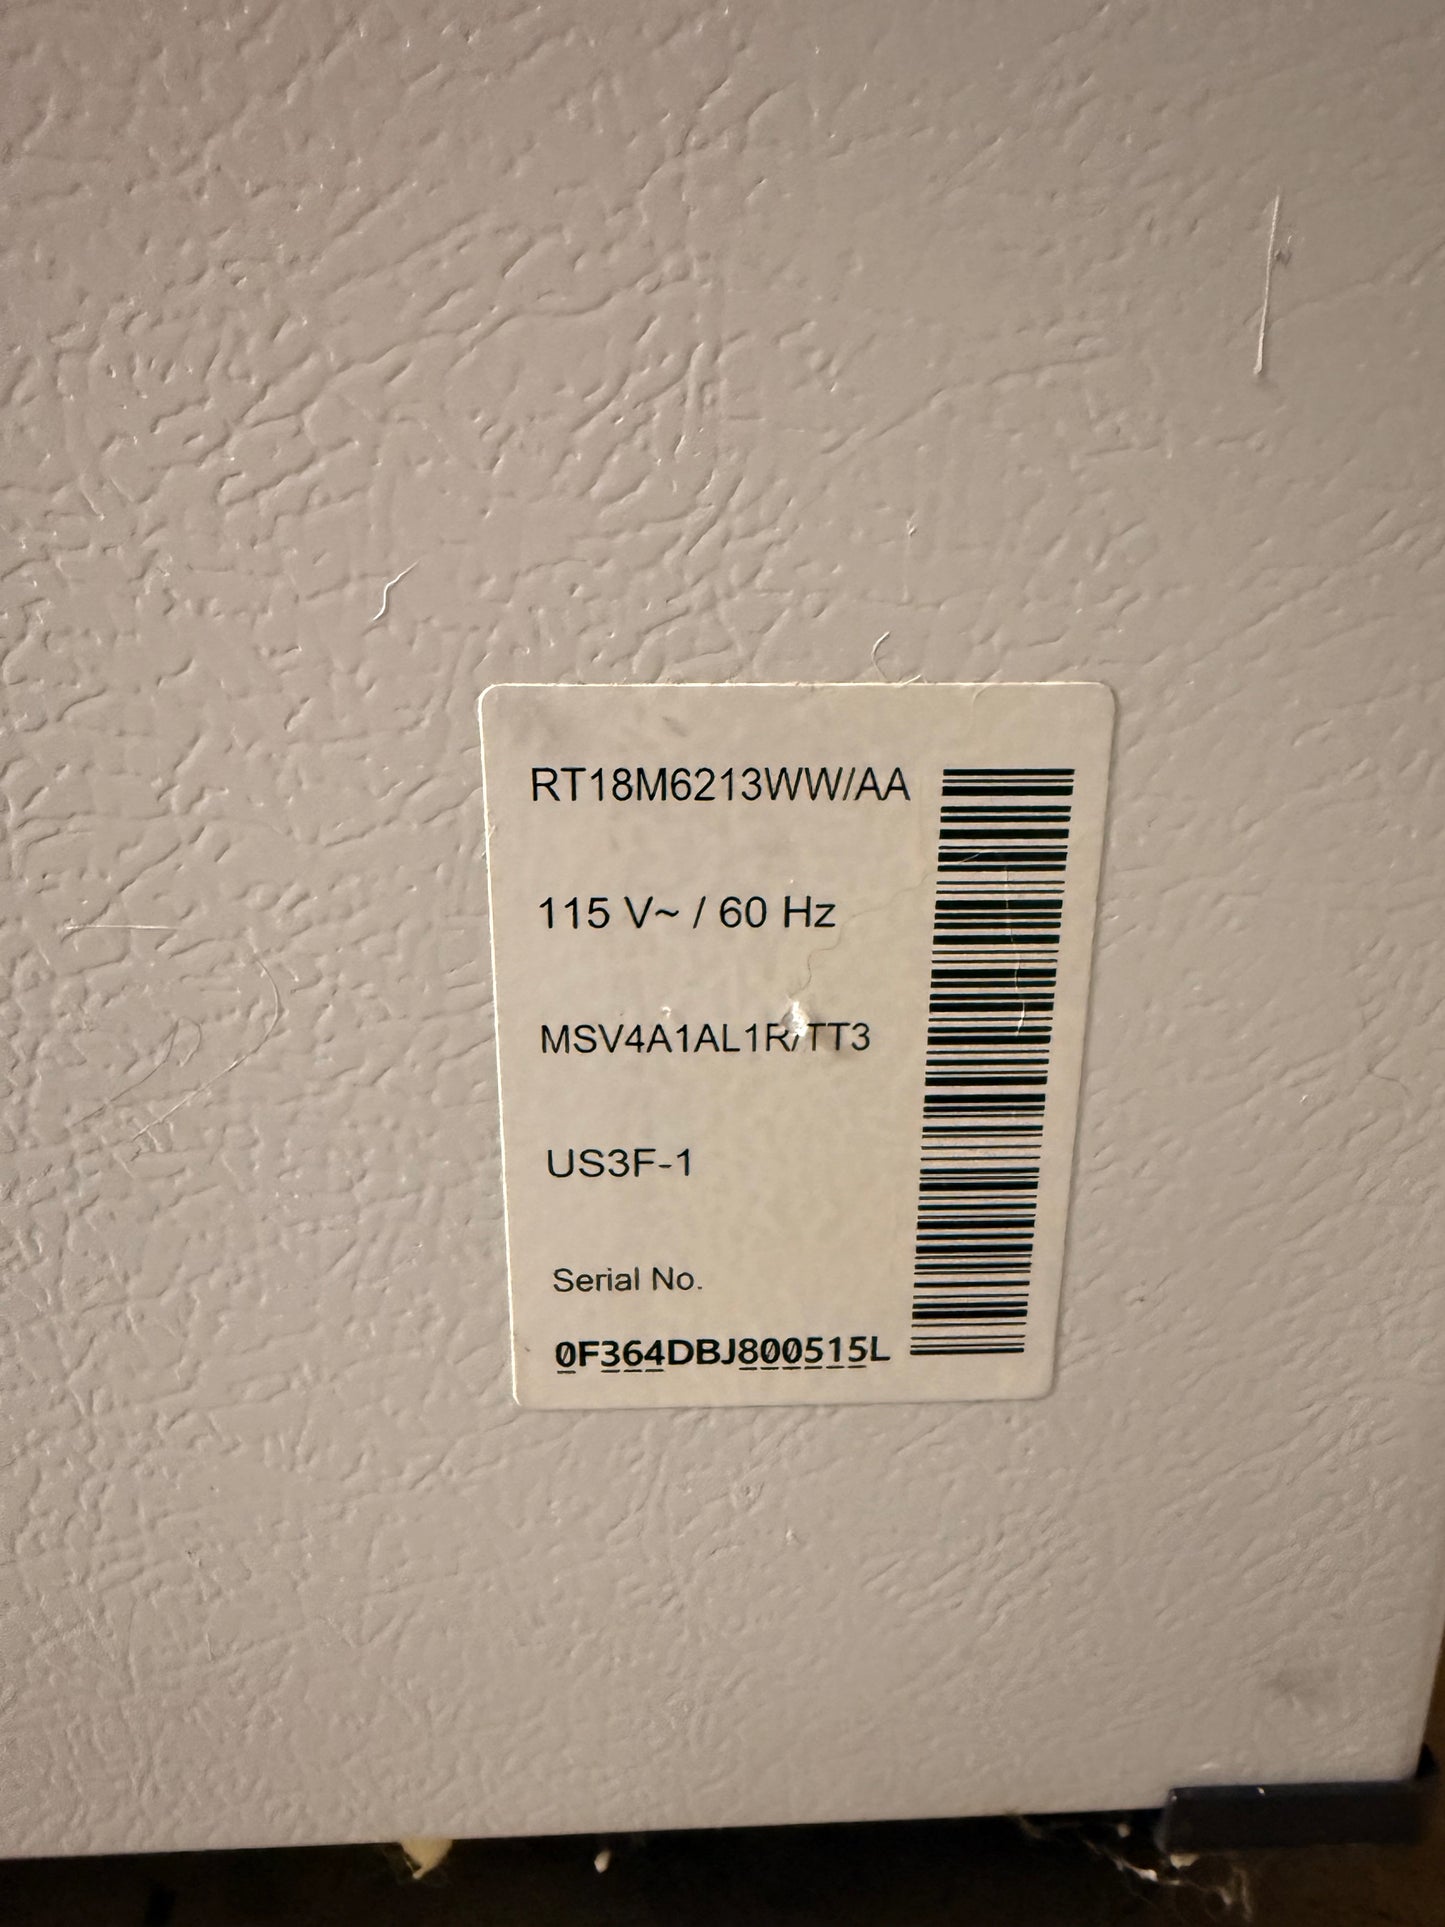 RT18M6213WW/AA
115 V~ / 60 Hz
MSV4A1AL1R/TT3
US3F-1
Serial No.
0F364DBJ800515L